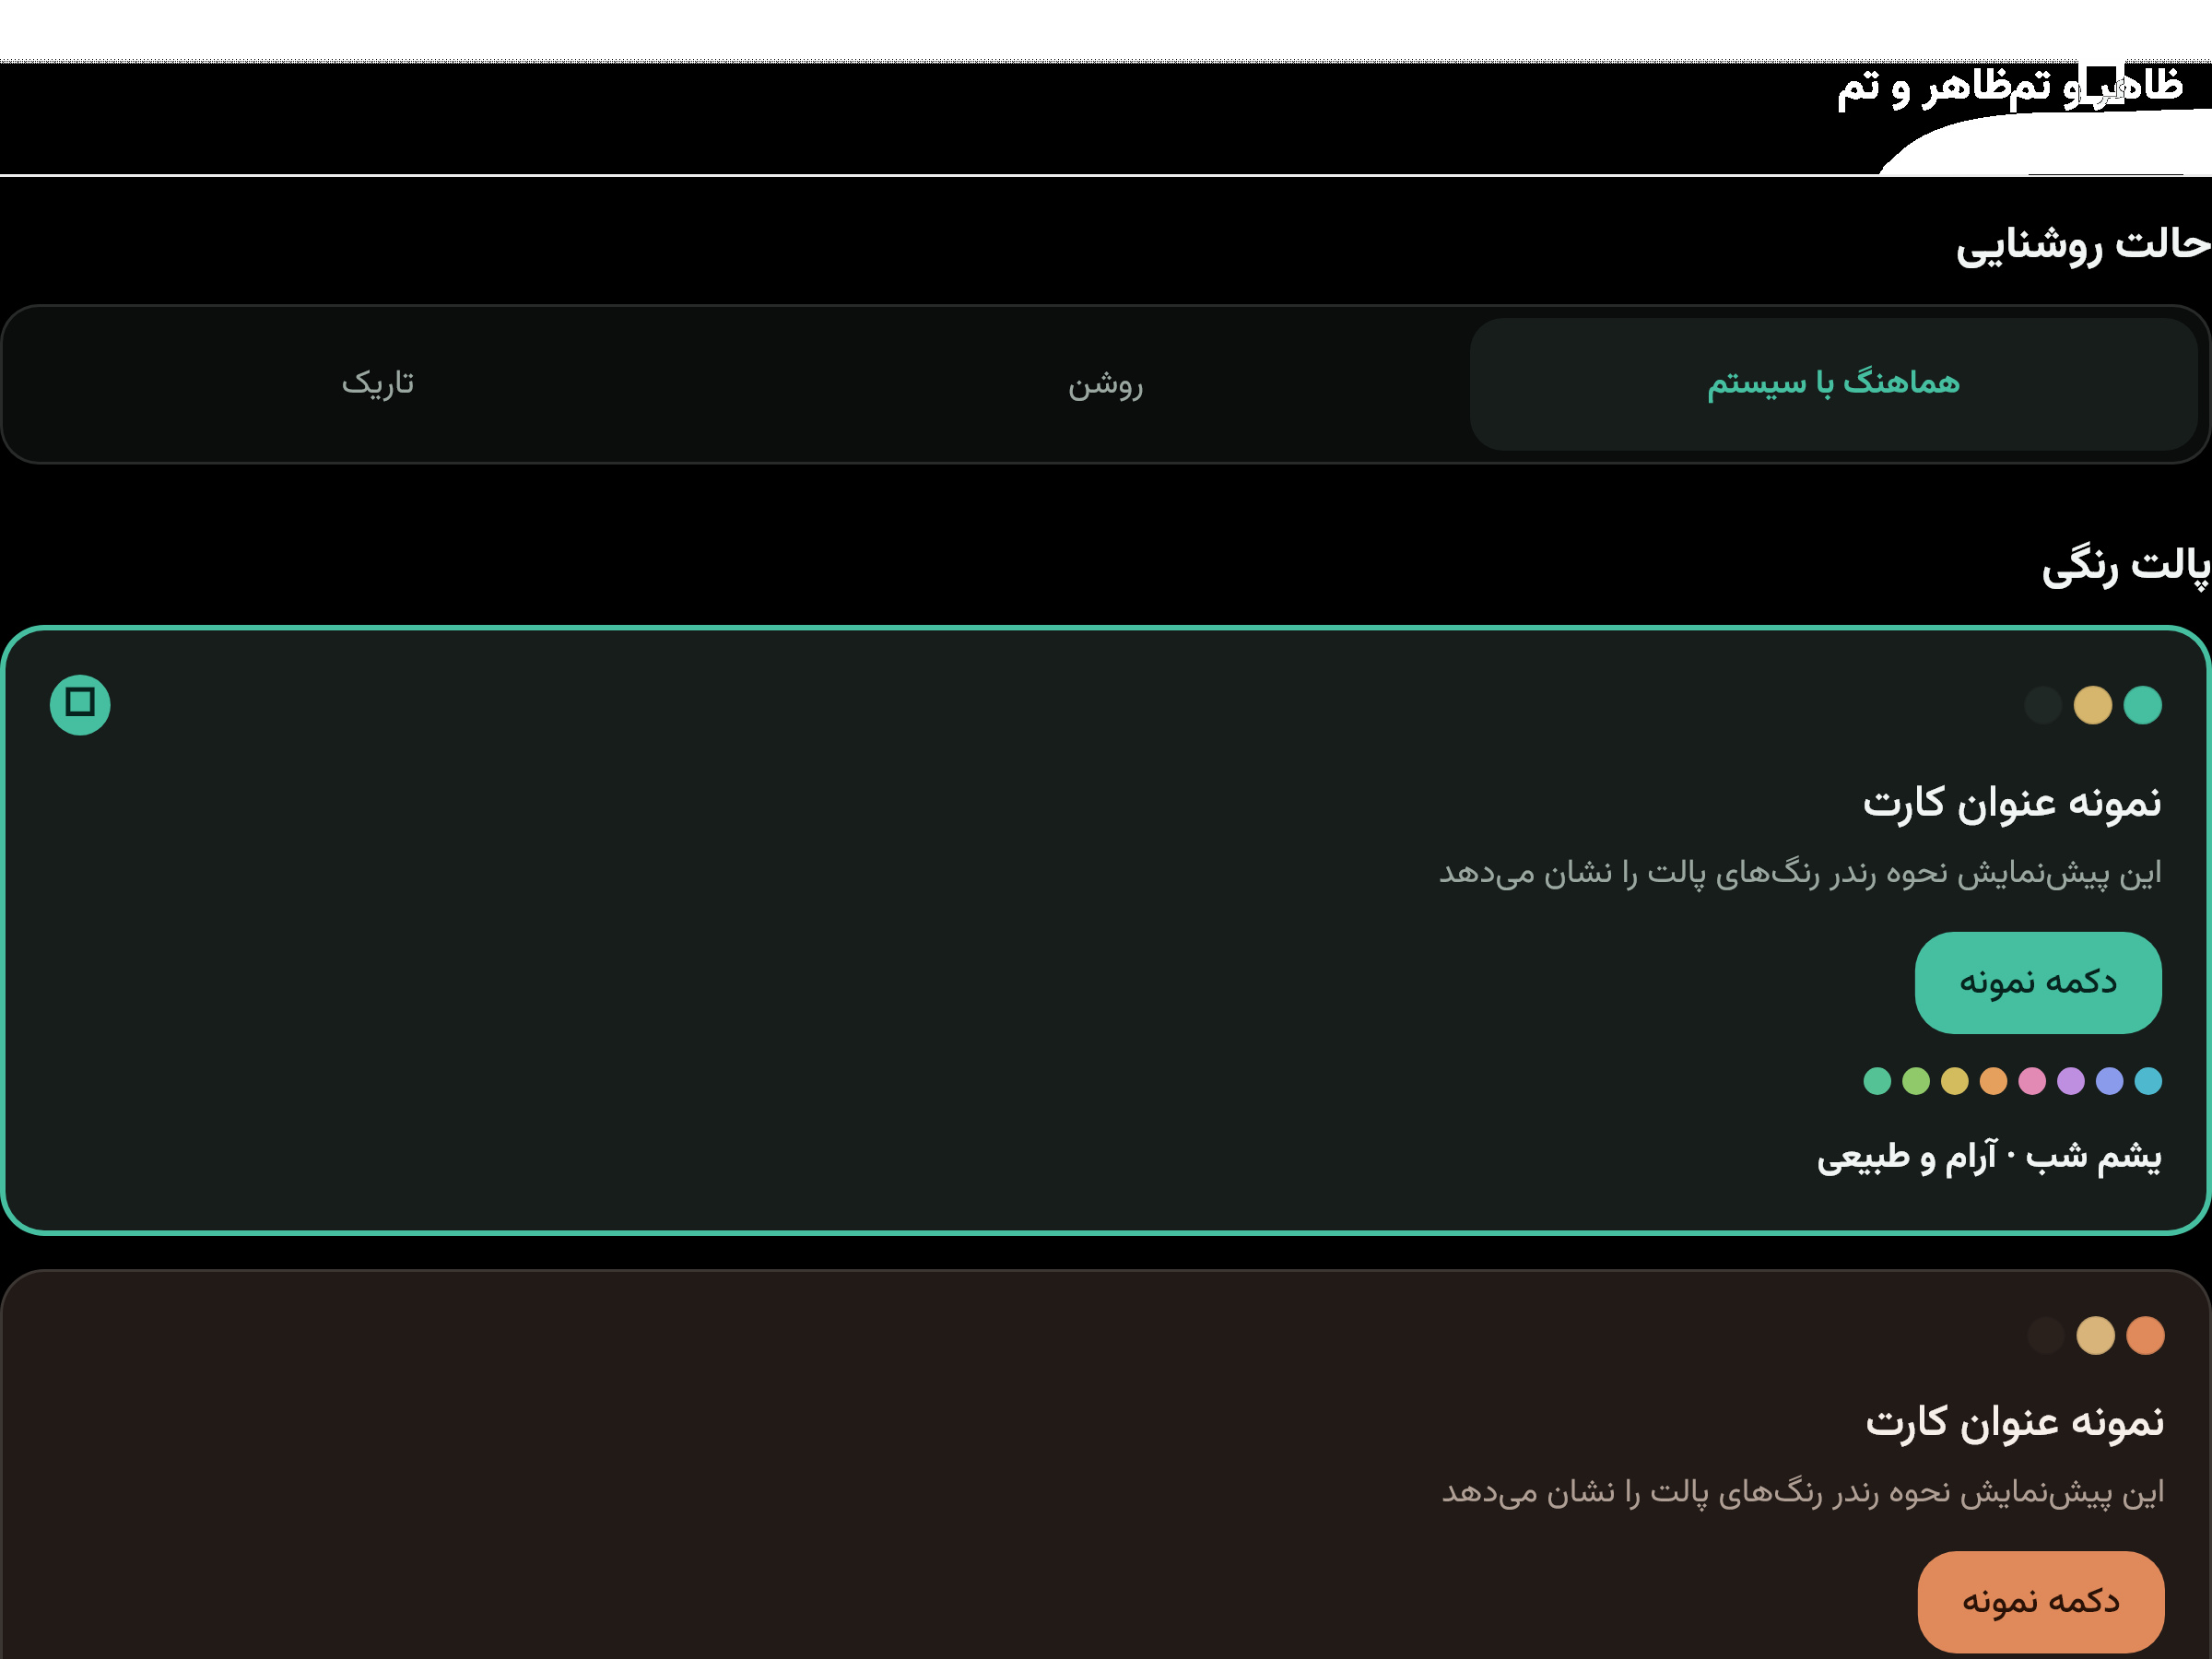 ظاهر و تم
ظاهر و تم
حالت روشنایی
هماهنگ با سیستم
روشن
تاریک
پالت رنگی
نمونه عنوان کارت
این پیش‌نمایش نحوه رندر رنگ‌های پالت را نشان می‌دهد
دکمه نمونه
یشم شب · آرام و طبیعی
نمونه عنوان کارت
این پیش‌نمایش نحوه رندر رنگ‌های پالت را نشان می‌دهد
دکمه نمونه